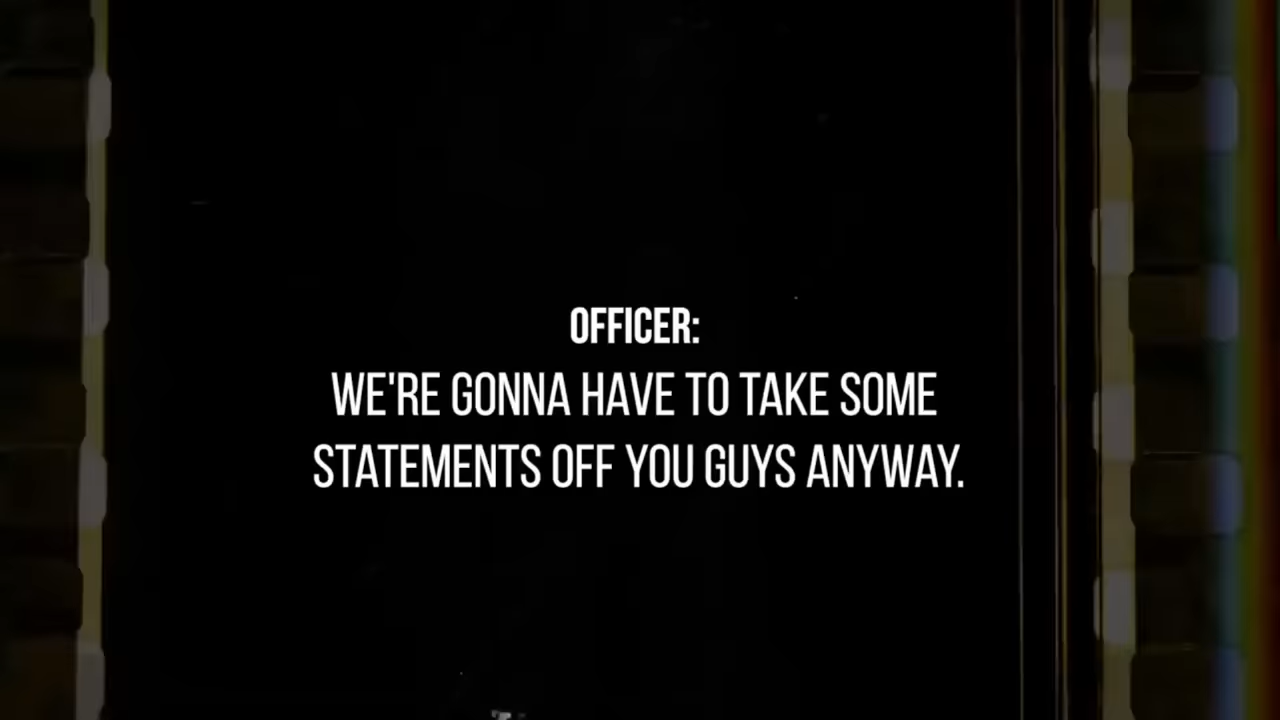 OFFICER:
WE'RE GONNA HAVE TO TAKE SOME
STATEMENTS OFF YOU GUYS ANYWAY.